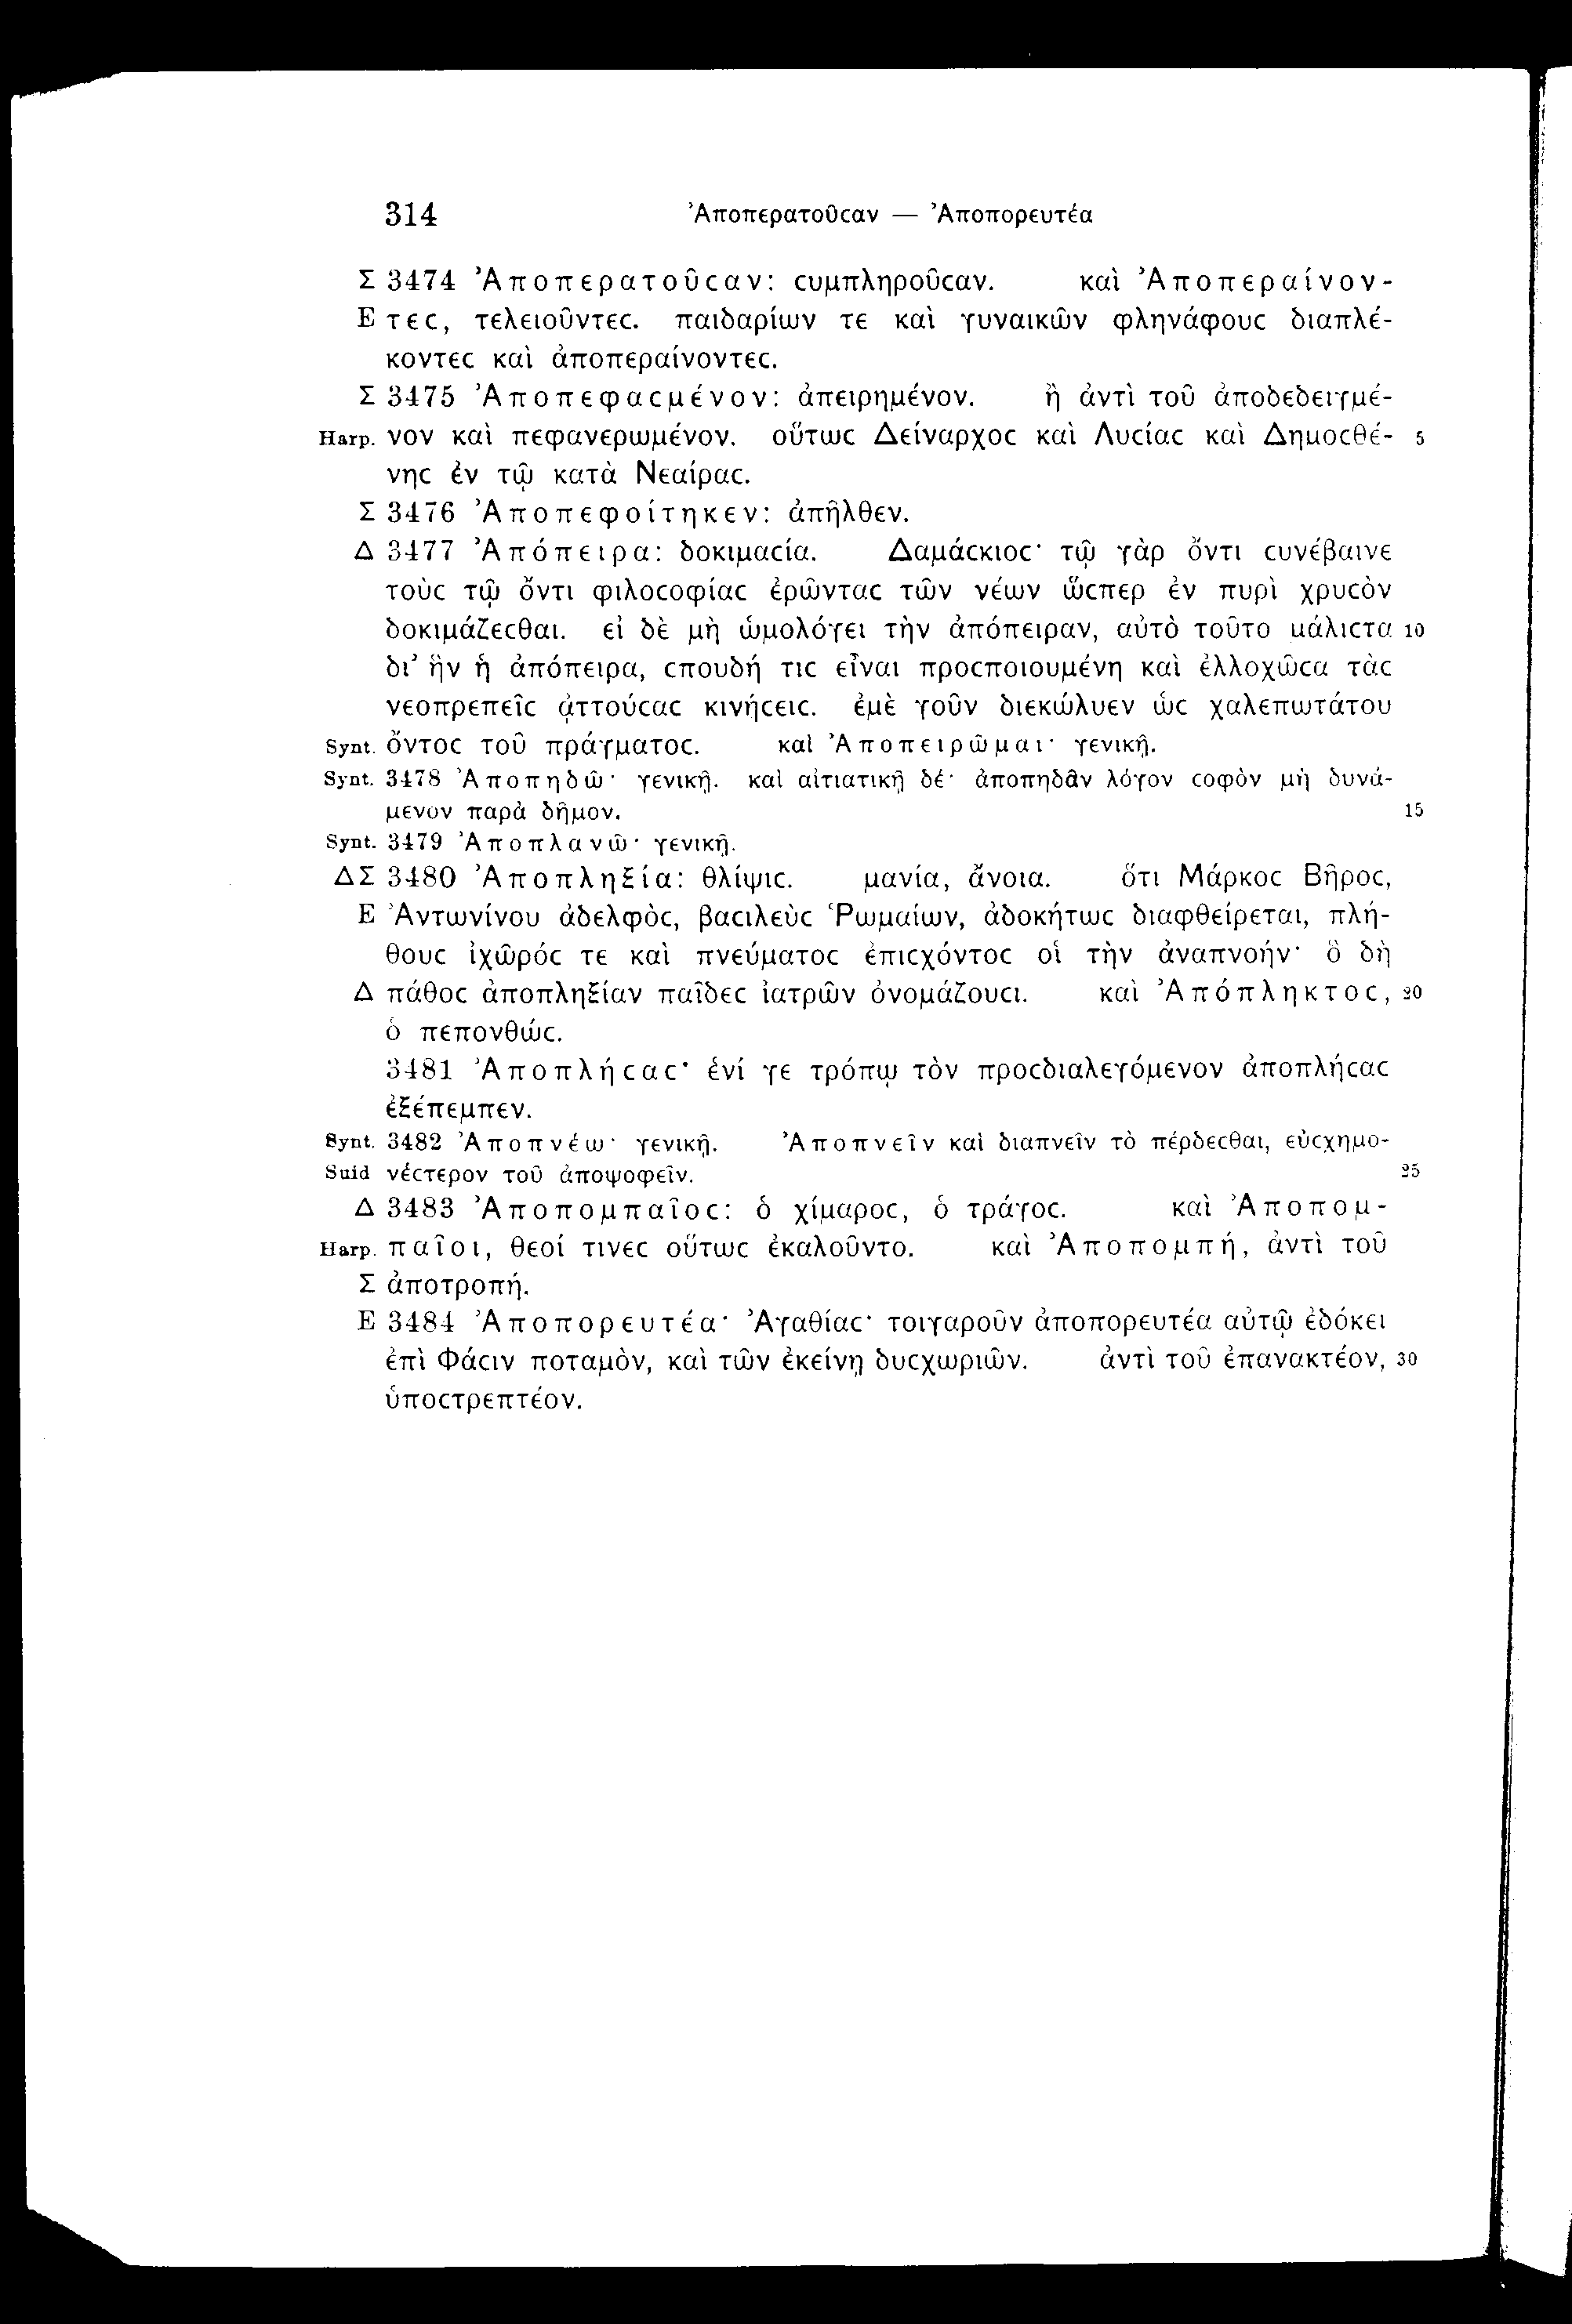 314 Ἀποπερατοῦϲαν — Ἀποπορευτέα
Σ 3474 Ἀποπερατοῦϲαν: ϲυμπληροῦϲαν. καὶ Ἀποπεραίνον-
E τεϲ, τελειοῦντεϲ. παιδαρίων τε καὶ γυναικῶν φληνάφουϲ διαπλέ-
κοντεϲ καὶ ἀποπεραίνοντεϲ.
Σ 3475 Ἀποπεφαϲμένον: ἀπειρημένον. ἢ ἀντὶ τοῦ ἀποδεδειγμέ-
Harp. νον καὶ πεφανερωμένον. οὕτωϲ Δείναρχοϲ καὶ Λυϲίαϲ καὶ Δημοϲθέ- 5
νηϲ ἐν τῷ κατὰ Νεαίραϲ.
Σ 3476 Ἀποπεφοίτηκεν: ἀπῆλθεν.
Δ 3477 Ἀπόπειρα: δοκιμαϲία. Δαμάϲκιοϲ· τῷ γὰρ ὄντι ϲυνέβαινε
τοὺϲ τῷ ὄντι φιλοϲοφίαϲ ἐρῶνταϲ τῶν νέων ὥϲπερ ἐν πυρὶ χρυϲὸν
δοκιμάζεϲθαι. εἰ δὲ μὴ ὡμολόγει τὴν ἀπόπειραν, αὐτὸ τοῦτο μάλιϲτα 10
δι’ ἣν ἡ ἀπόπειρα, ϲπουδή τιϲ εἶναι προϲποιουμένη καὶ ἐλλοχῶϲα τὰϲ
νεοπρεπεῖϲ ᾀττούϲαϲ κινήϲειϲ. ἐμὲ γοῦν διεκώλυεν ὡϲ χαλεπωτάτου
Synt. ὄντοϲ τοῦ πράγματοϲ. καὶ Ἀποπειρῶμαι· γενικῇ.
Synt. 3478 Ἀποπηδῶ· γενικῇ. καὶ αἰτιατικῇ δέ· ἀποπηδᾶν λόγον ϲοφὸν μὴ δυνά-
μενον παρὰ δῆμον. 15
Synt. 3479 Ἀποπλανῶ· γενικῇ.
ΔΣ 3480 Ἀποπληξία: θλίψιϲ. μανία, ἄνοια. ὅτι Μάρκοϲ Βῆροϲ,
E Ἀντωνίνου ἀδελφὸϲ, βαϲιλεὺϲ Ῥωμαίων, ἀδοκήτωϲ διαφθείρεται, πλή-
θουϲ ἰχῶρόϲ τε καὶ πνεύματοϲ ἐπιϲχόντοϲ οἱ τὴν ἀναπνοήν· ὃ δὴ
Δ πάθοϲ ἀποπληξίαν παῖδεϲ ἰατρῶν ὀνομάζουϲι. καὶ Ἀπόπληκτοϲ, 20
ὁ πεπονθώϲ.
3481 Ἀποπλήϲαϲ· ἑνί γε τρόπῳ τὸν προϲδιαλεγόμενον ἀποπλήϲαϲ
ἐξέπεμπεν.
Synt. 3482 Ἀποπνέω· γενικῇ. Ἀποπνεῖν καὶ διαπνεῖν τὸ πέρδεϲθαι, εὐϲχημο-
Suid νέϲτερον τοῦ ἀποψοφεῖν. 25
Δ 3483 Ἀποπομπαῖοϲ: ὁ χίμαροϲ, ὁ τράγοϲ. καὶ Ἀποπομ-
Harp. παῖοι, θεοί τινεϲ οὕτωϲ ἐκαλοῦντο. καὶ Ἀποπομπή, ἀντὶ τοῦ
Σ ἀποτροπή.
E 3484 Ἀποπορευτέα· Ἀγαθίαϲ· τοιγαροῦν ἀποπορευτέα αὐτῷ ἐδόκει
ἐπὶ Φάϲιν ποταμὸν, καὶ τῶν ἐκείνῃ δυϲχωριῶν. ἀντὶ τοῦ ἐπανακτέον, 30
ὑποϲτρεπτέον.